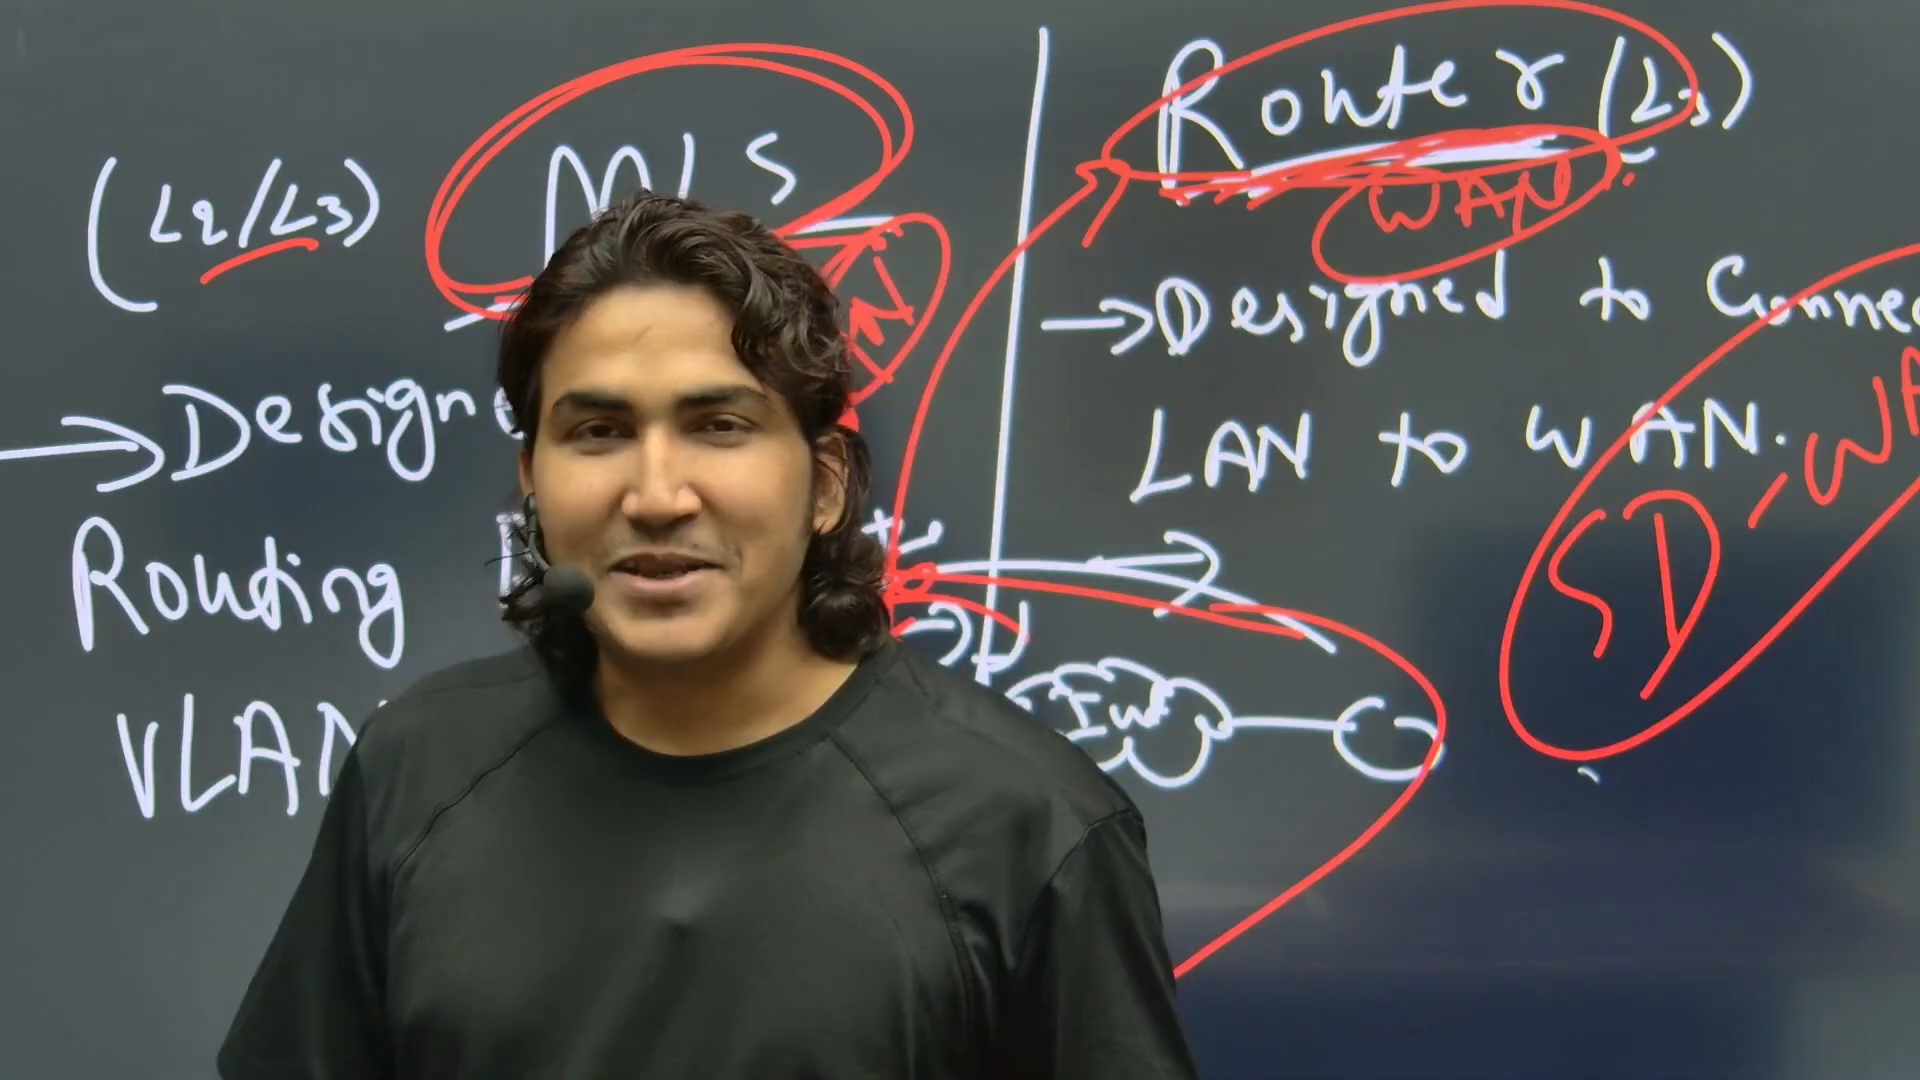 (L2/L3) MLS
Designe
Routing
VLAN
Router (L3)
WAN
Designed to Connec
LAN to WAN.
SD-WA